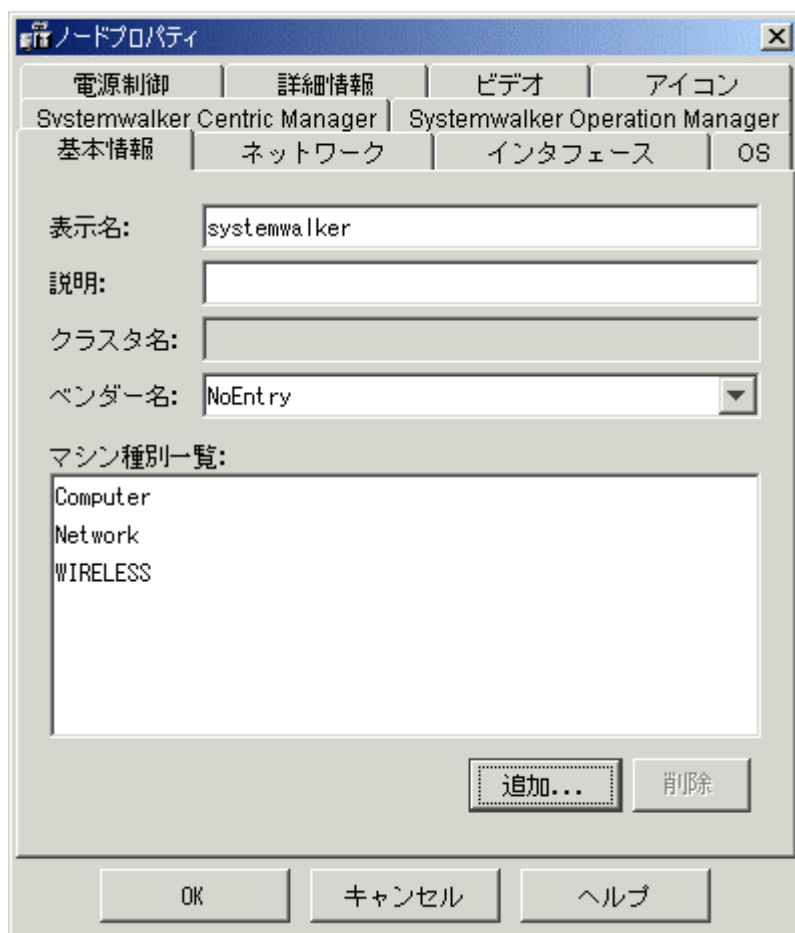 ノードプロパティ
電源制御 詳細情報 ビデオ アイコン
Systemwalker Centric Manager Systemwalker Operation Manager
基本情報 ネットワーク インタフェース OS
表示名: systemwalker
説明:
クラスタ名:
ベンダー名: NoEntry
マシン種別一覧:
Computer
Network
WIRELESS
追加... 削除
OK キャンセル ヘルプ